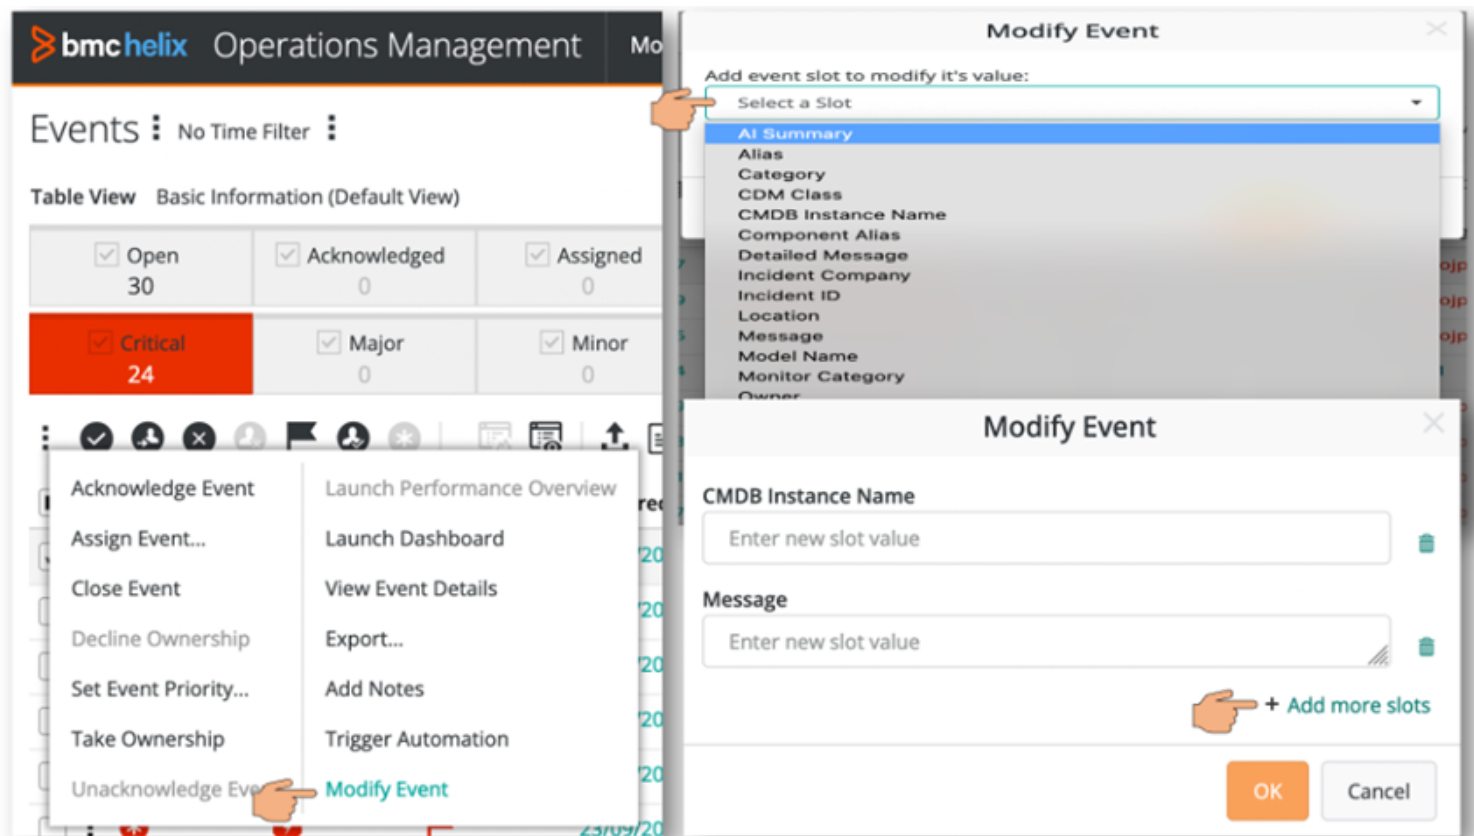 bmc helix Operations Management
Events No Time Filter
Table View Basic Information (Default View)
Open
30
Acknowledged
0
Assigned
0
Critical
24
Major
0
Minor
0
Acknowledge Event
Assign Event...
Close Event
Decline Ownership
Set Event Priority...
Take Ownership
Unacknowledge Eve
Launch Performance Overview
Launch Dashboard
View Event Details
Export...
Add Notes
Trigger Automation
Modify Event
23/09/20
Modify Event
Add event slot to modify it's value:
Select a Slot
AI Summary
Alias
Category
CDM Class
CMDB Instance Name
Component Alias
Detailed Message
Incident Company
Incident ID
Location
Message
Model Name
Monitor Category
Owner
Modify Event
CMDB Instance Name
Enter new slot value
Message
Enter new slot value
+ Add more slots
OK
Cancel